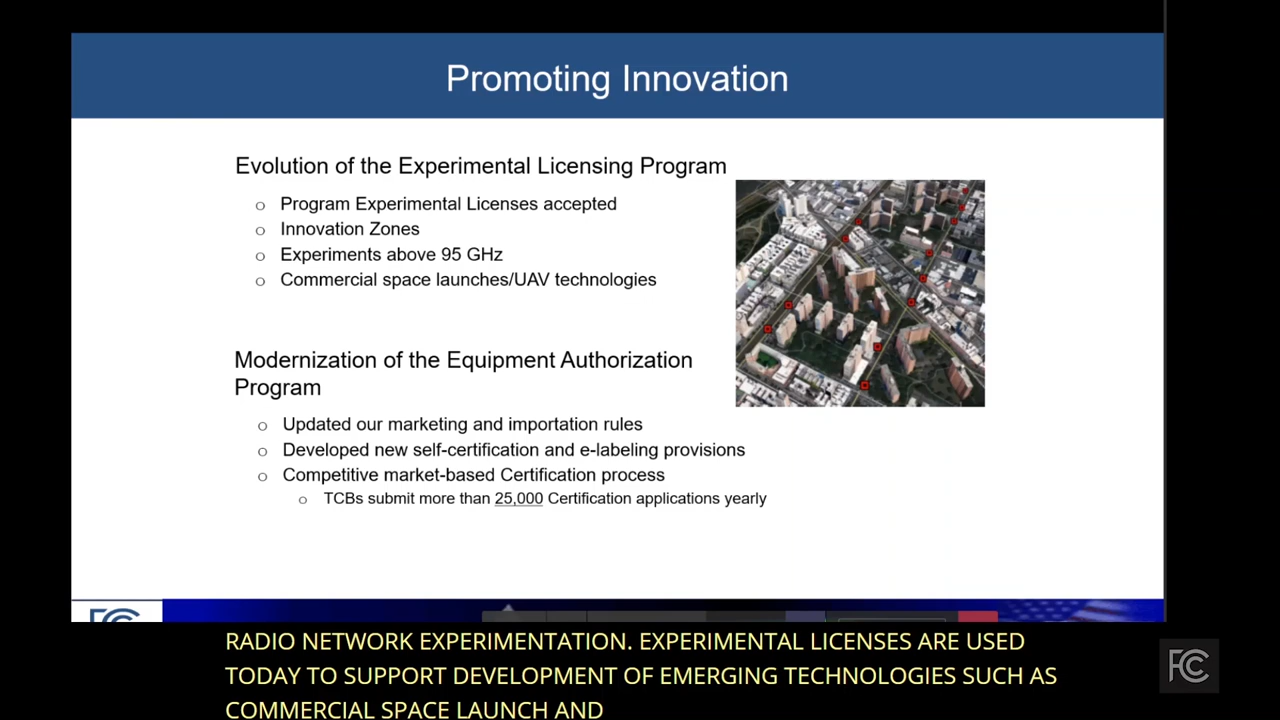 Promoting Innovation
Evolution of the Experimental Licensing Program
o Program Experimental Licenses accepted
o Innovation Zones
o Experiments above 95 GHz
o Commercial space launches/UAV technologies
Modernization of the Equipment Authorization
Program
o Updated our marketing and importation rules
o Developed new self-certification and e-labeling provisions
o Competitive market-based Certification process
o TCBs submit more than 25,000 Certification applications yearly
FCC
RADIO NETWORK EXPERIMENTATION. EXPERIMENTAL LICENSES ARE USED
TODAY TO SUPPORT DEVELOPMENT OF EMERGING TECHNOLOGIES SUCH AS
COMMERCIAL SPACE LAUNCH AND
FCC